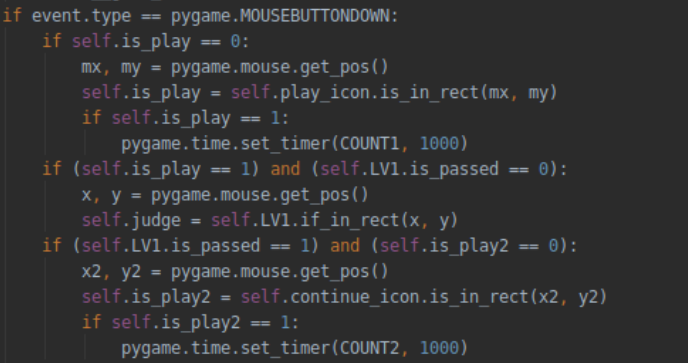 if event.type == pygame.MOUSEBUTTONDOWN:
    if self.is_play == 0:
        mx, my = pygame.mouse.get_pos()
        self.is_play = self.play_icon.is_in_rect(mx, my)
        if self.is_play == 1:
            pygame.time.set_timer(COUNT1, 1000)
    if (self.is_play == 1) and (self.LV1.is_passed == 0):
        x, y = pygame.mouse.get_pos()
        self.judge = self.LV1.if_in_rect(x, y)
    if (self.LV1.is_passed == 1) and (self.is_play2 == 0):
        x2, y2 = pygame.mouse.get_pos()
        self.is_play2 = self.continue_icon.is_in_rect(x2, y2)
        if self.is_play2 == 1:
            pygame.time.set_timer(COUNT2, 1000)